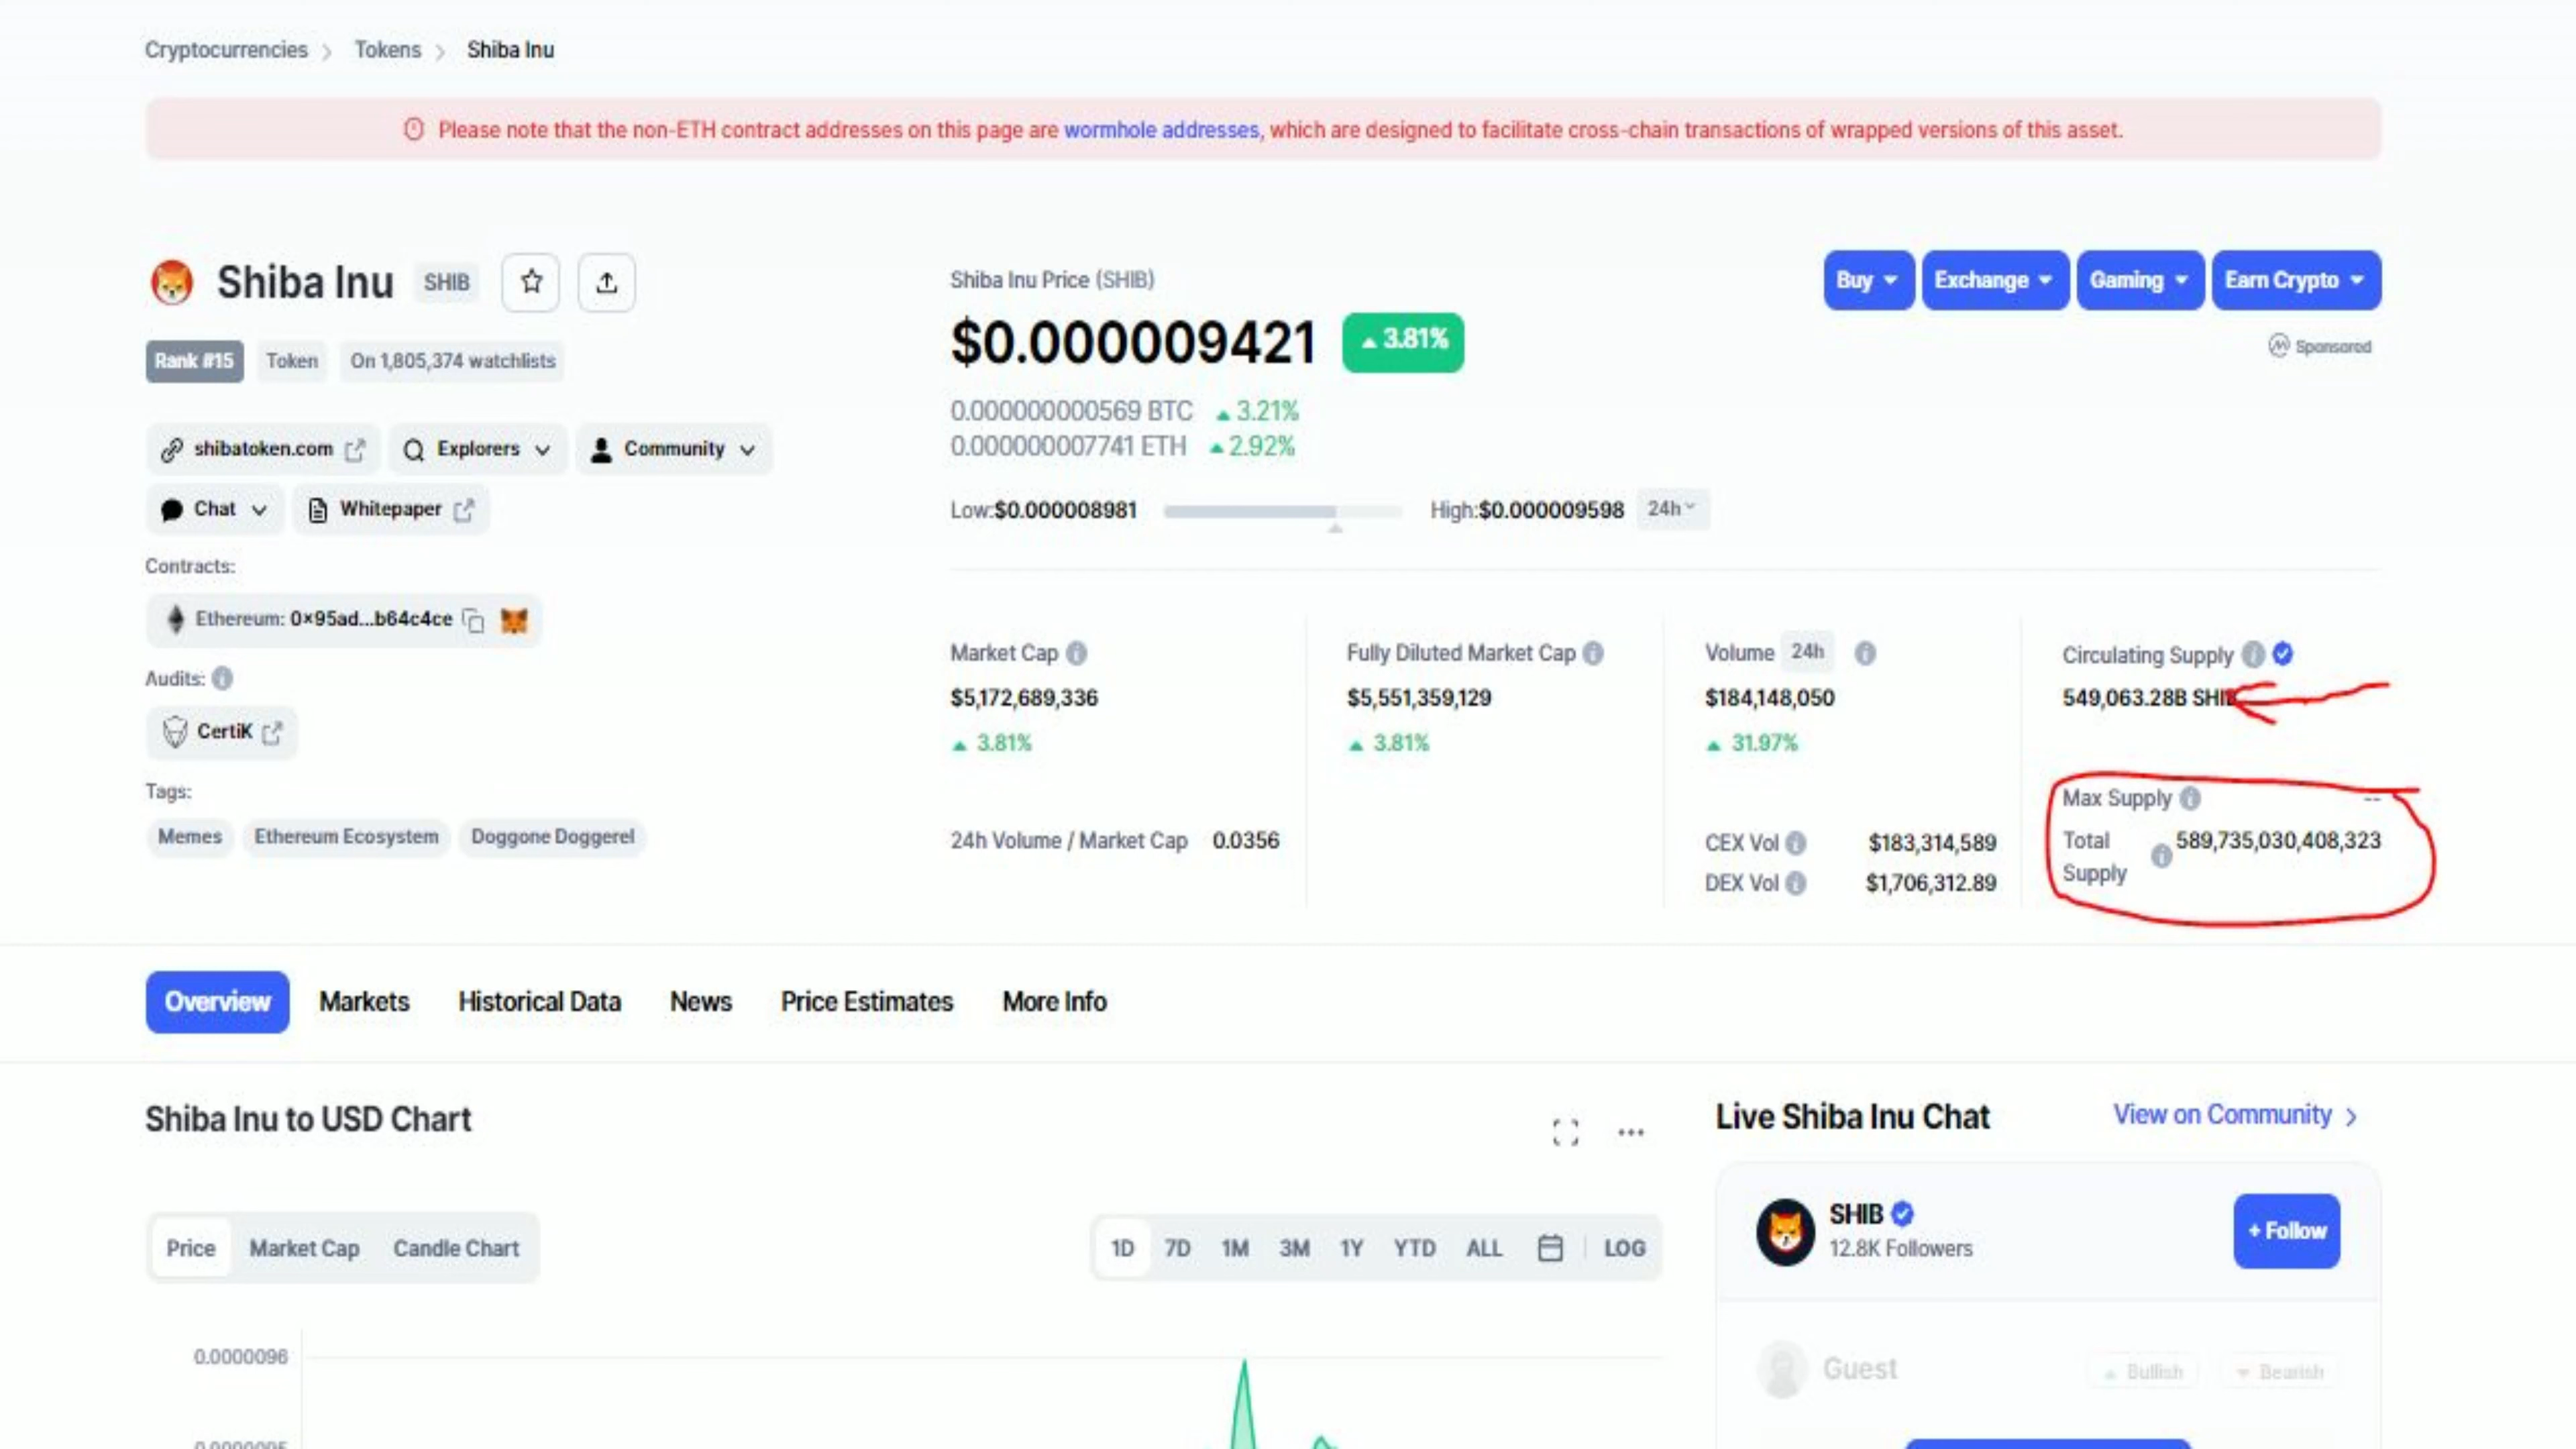 Cryptocurrencies > Tokens > Shiba Inu
Please note that the non-ETH contract addresses on this page are wormhole addresses, which are designed to facilitate cross-chain transactions of wrapped versions of this asset.
Shiba Inu SHIB
Rank #15 Token On 1,805,374 watchlists
shibatoken.com Explorers Community
Chat Whitepaper
Contracts:
Ethereum: 0×95ad...b64c4ce
Audits:
CertiK
Tags:
Memes Ethereum Ecosystem Doggone Doggerel
Shiba Inu Price (SHIB)
$0.000009421 3.81%
0.000000000569 BTC 3.21%
0.000000007741 ETH 2.92%
Low:$0.000008981 High:$0.000009598 24h
Buy Exchange Gaming Earn Crypto
Sponsored
Market Cap
$5,172,689,336
3.81%
24h Volume / Market Cap 0.0356
Fully Diluted Market Cap
$5,551,359,129
3.81%
Volume 24h
$184,148,050
31.97%
CEX Vol $183,314,589
DEX Vol $1,706,312.89
Circulating Supply
549,063.28B SHIB
Max Supply --
Total 589,735,030,408,323
Supply
Overview Markets Historical Data News Price Estimates More Info
Shiba Inu to USD Chart
Price Market Cap Candle Chart
1D 7D 1M 3M 1Y YTD ALL LOG
0.0000096
Live Shiba Inu Chat View on Community >
SHIB
12.8K Followers
+ Follow
Guest Bullish Bearish